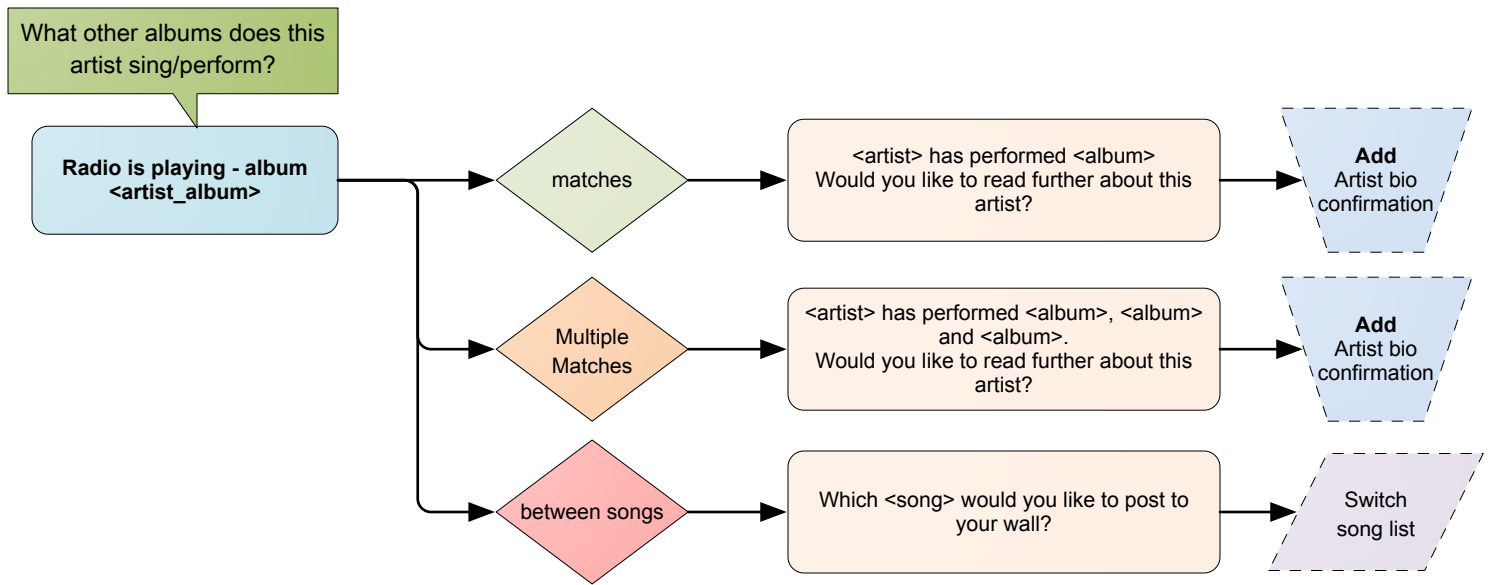 What other albums does this
artist sing/perform?
Radio is playing - album
<artist_album>
matches
<artist> has performed <album>
Would you like to read further about this
artist?
Add
Artist bio
confirmation
Multiple
Matches
<artist> has performed <album>, <album>
and <album>.
Would you like to read further about this
artist?
Add
Artist bio
confirmation
between songs
Which <song> would you like to post to
your wall?
Switch
song list